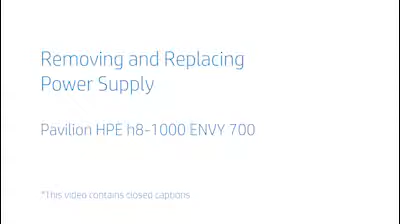 Removing and Replacing
Power Supply
Pavilion HPE h8-1000 ENVY 700
*This video contains closed captions